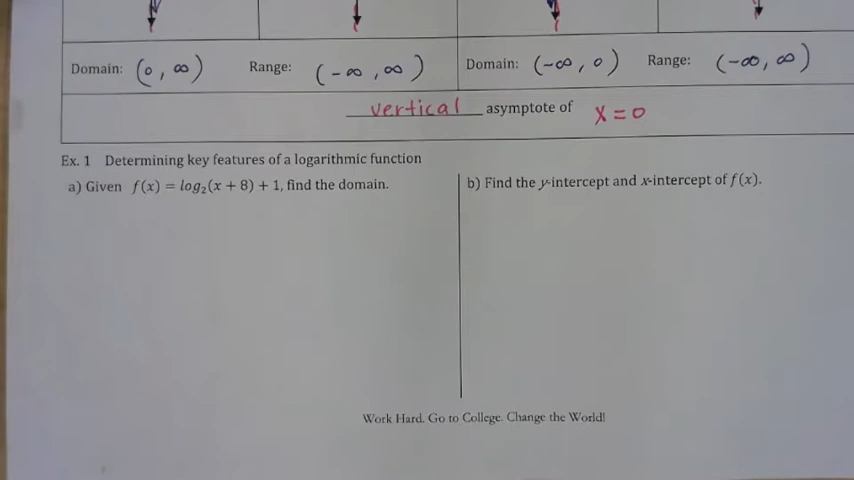 Domain: (0, ∞) Range: (-∞, ∞) Domain: (-∞, 0) Range: (-∞, ∞)
vertical asymptote of x = 0
Ex. 1 Determining key features of a logarithmic function
a) Given f(x) = log₂(x + 8) + 1, find the domain.
b) Find the y-intercept and x-intercept of f(x).
Work Hard. Go to College. Change the World!